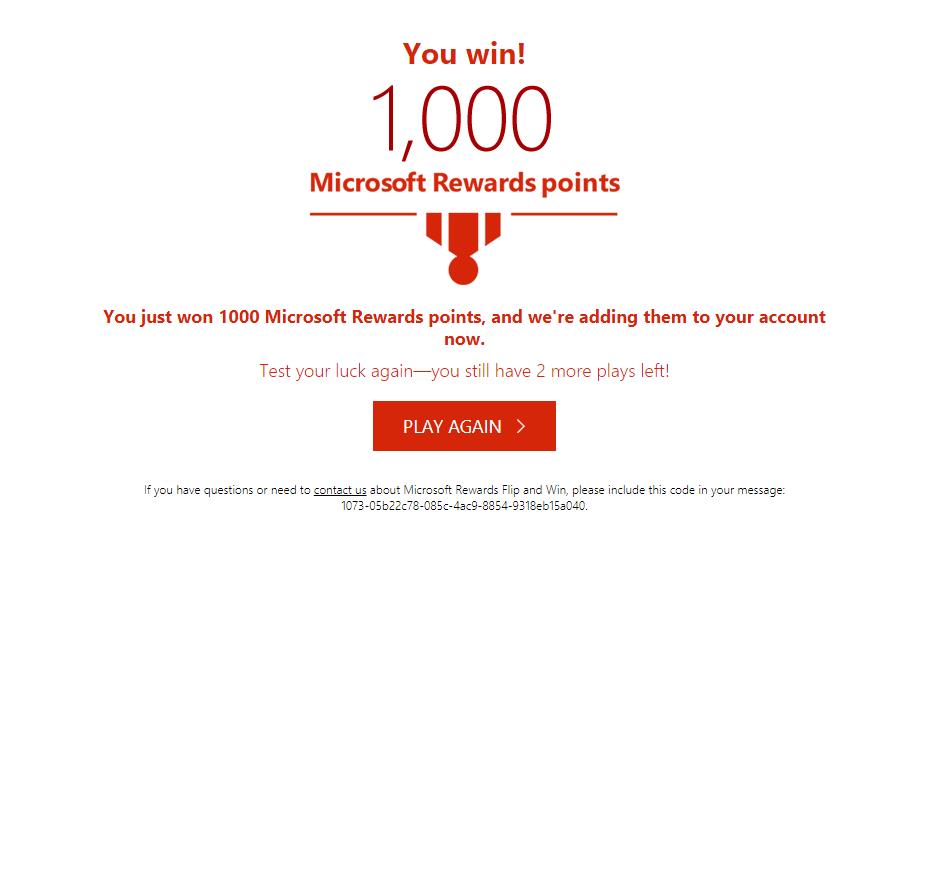 You win!
1,000
Microsoft Rewards points
You just won 1000 Microsoft Rewards points, and we're adding them to your account
now.
Test your luck again—you still have 2 more plays left!
PLAY AGAIN
If you have questions or need to contact us about Microsoft Rewards Flip and Win, please include this code in your message:
1073-05b22c78-085c-4ac9-8854-9318eb15a040.